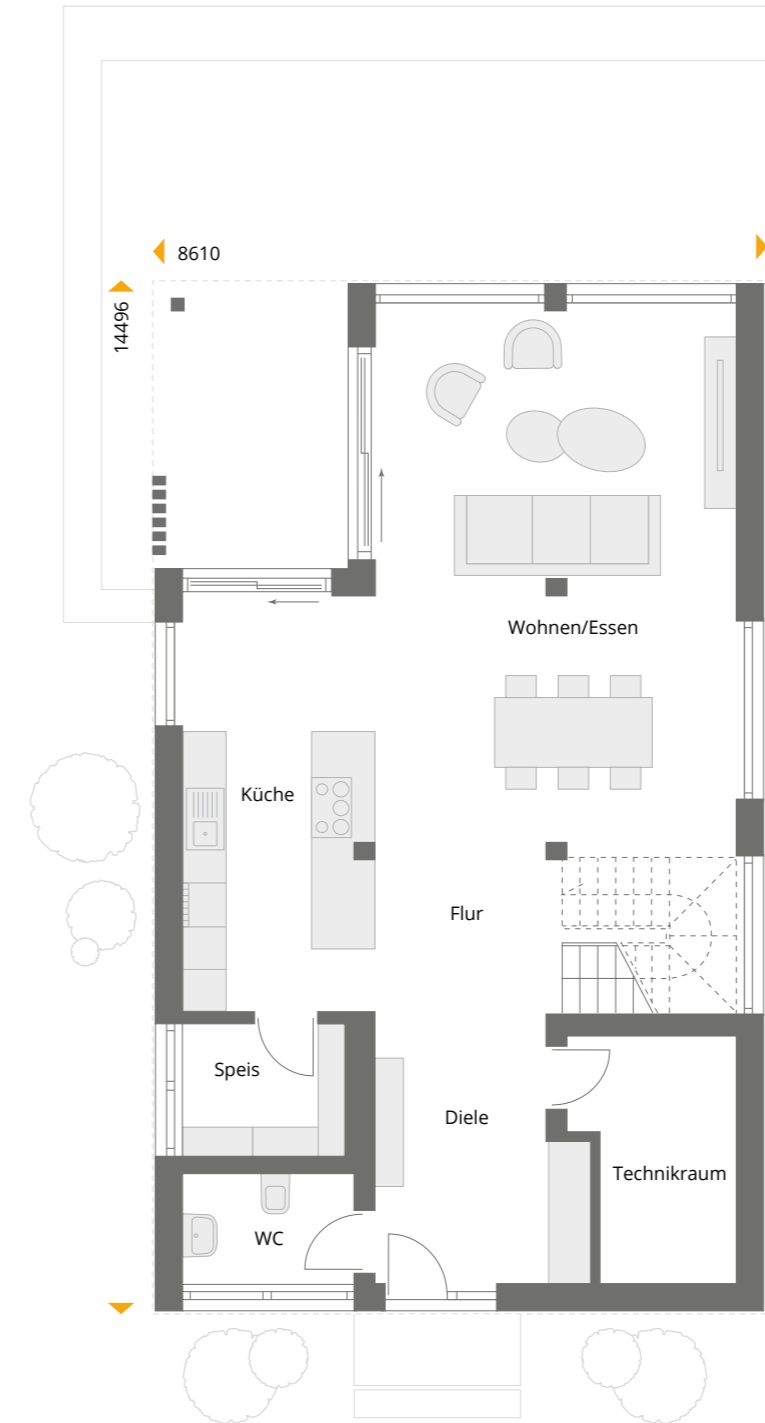 8610
14496
Wohnen/Essen
Küche
Flur
Speis
Diele
Technikraum
WC